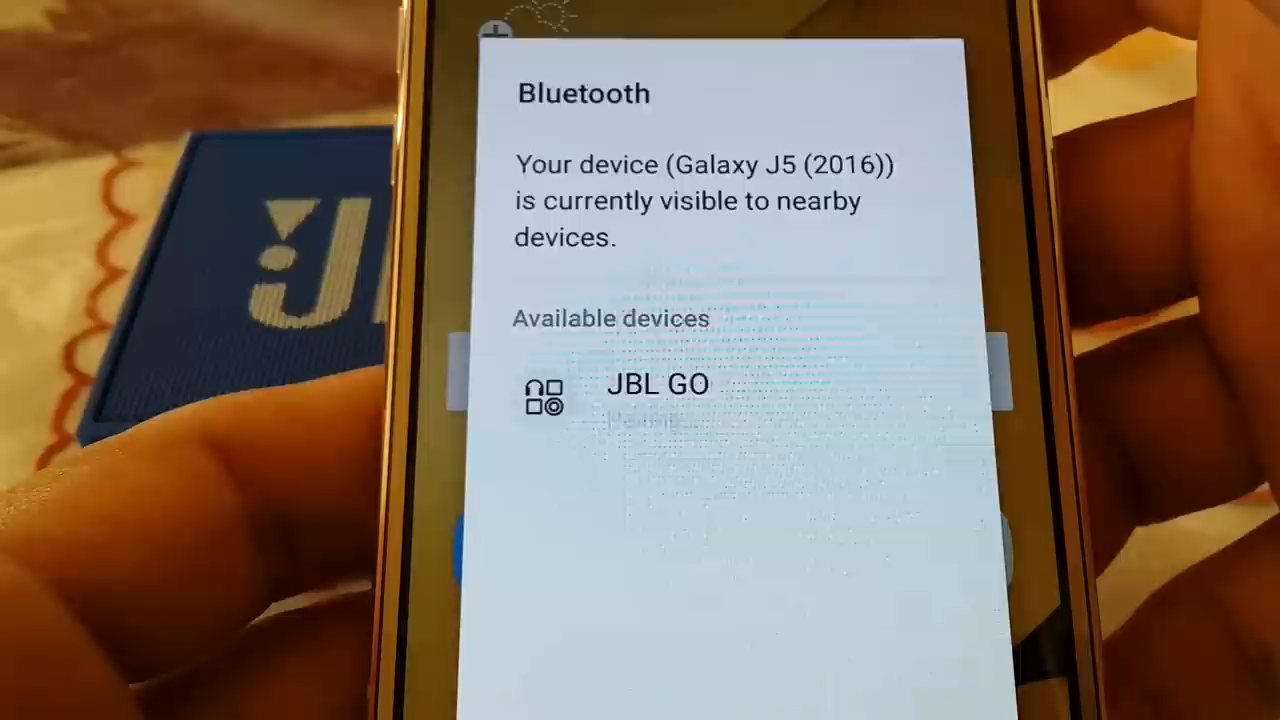 Bluetooth
Your device (Galaxy J5 (2016))
is currently visible to nearby
devices.
Available devices
JBL GO